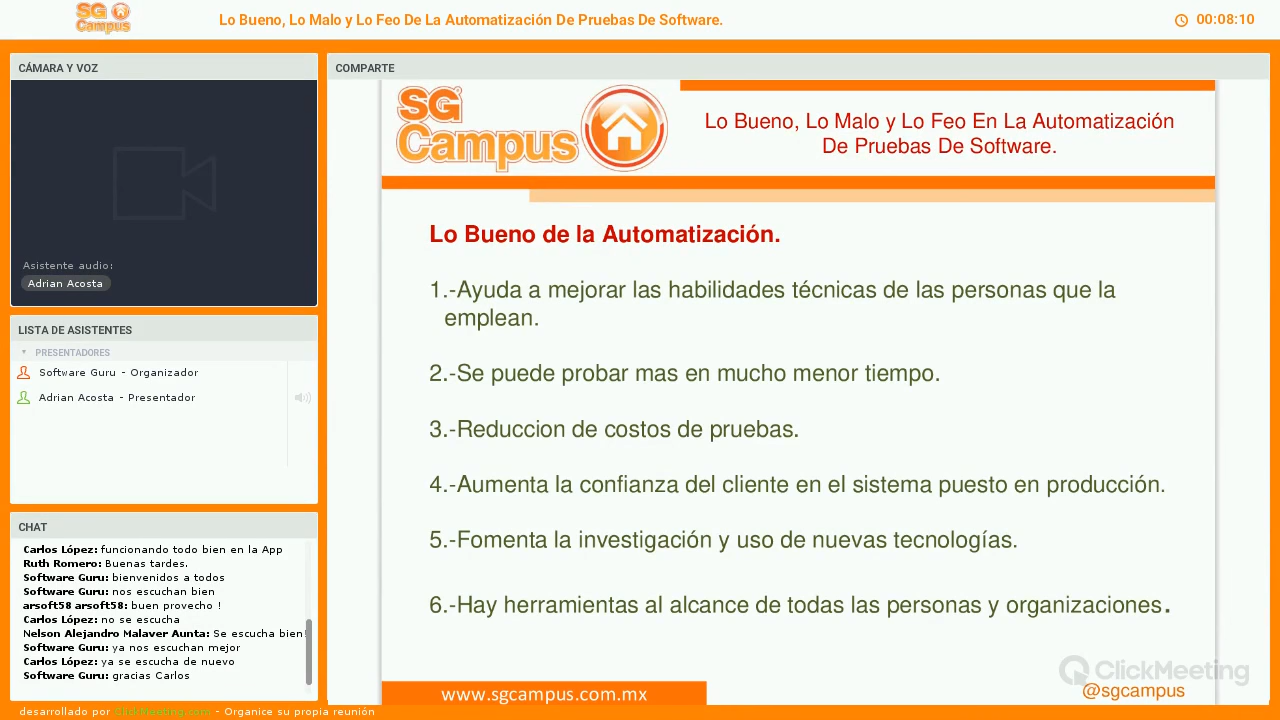 SG Campus
Lo Bueno, Lo Malo y Lo Feo De La Automatización De Pruebas De Software.
00:08:10
CÁMARA Y VOZ
Asistente audio:
Adrian Acosta
LISTA DE ASISTENTES
PRESENTADORES
Software Guru - Organizador
Adrian Acosta - Presentador
CHAT
Carlos López: funcionando todo bien en la App
Ruth Romero: Buenas tardes.
Software Guru: bienvenidos a todos
Software Guru: nos escuchan bien
arsoft58 arsoft58: buen provecho !
Carlos López: no se escucha
Nelson Alejandro Malaver Aunta: Se escucha bien!
Software Guru: ya nos escuchan mejor
Carlos López: ya se escucha de nuevo
Software Guru: gracias Carlos
desarrollado por ClickMeeting.com - Organice su propia reunión
COMPARTE
SG
Campus
Lo Bueno, Lo Malo y Lo Feo En La Automatización
De Pruebas De Software.
Lo Bueno de la Automatización.
1.-Ayuda a mejorar las habilidades técnicas de las personas que la
emplean.
2.-Se puede probar mas en mucho menor tiempo.
3.-Reduccion de costos de pruebas.
4.-Aumenta la confianza del cliente en el sistema puesto en producción.
5.-Fomenta la investigación y uso de nuevas tecnologías.
6.-Hay herramientas al alcance de todas las personas y organizaciones.
www.sgcampus.com.mx
ClickMeeting
@sgcampus